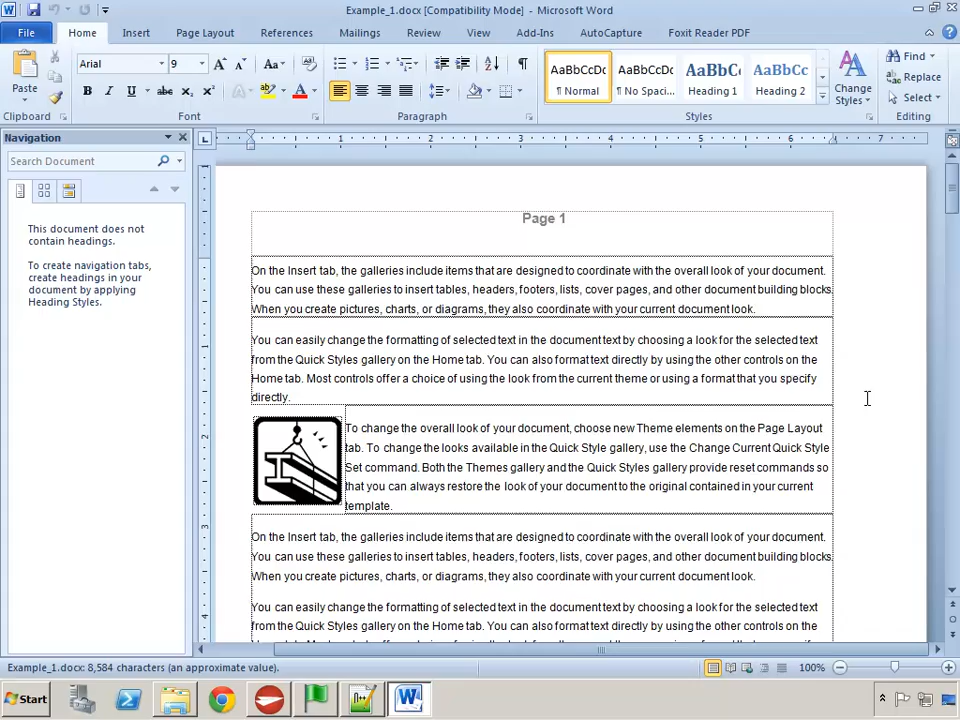 Example_1.docx [Compatibility Mode] - Microsoft Word
File Home Insert Page Layout References Mailings Review View Add-Ins AutoCapture Foxit Reader PDF
Paste
Arial 9
A A Aa
B I U abc x₂ x² A ab A
AaBbCcDc AaBbCcDc AaBbCc AaBbCc
¶ Normal ¶ No Spaci... Heading 1 Heading 2
Change Styles
Find
Replace
Select
Clipboard Font Paragraph Styles Editing
Navigation
Search Document
This document does not
contain headings.
To create navigation tabs,
create headings in your
document by applying
Heading Styles.
1 2 3 4 5 6 7
1
2
3
4
Page 1
On the Insert tab, the galleries include items that are designed to coordinate with the overall look of your document.
You can use these galleries to insert tables, headers, footers, lists, cover pages, and other document building blocks.
When you create pictures, charts, or diagrams, they also coordinate with your current document look.
You can easily change the formatting of selected text in the document text by choosing a look for the selected text
from the Quick Styles gallery on the Home tab. You can also format text directly by using the other controls on the
Home tab. Most controls offer a choice of using the look from the current theme or using a format that you specify
directly.
To change the overall look of your document, choose new Theme elements on the Page Layout
tab. To change the looks available in the Quick Style gallery, use the Change Current Quick Style
Set command. Both the Themes gallery and the Quick Styles gallery provide reset commands so
that you can always restore the look of your document to the original contained in your current
template.
On the Insert tab, the galleries include items that are designed to coordinate with the overall look of your document.
You can use these galleries to insert tables, headers, footers, lists, cover pages, and other document building blocks.
When you create pictures, charts, or diagrams, they also coordinate with your current document look.
You can easily change the formatting of selected text in the document text by choosing a look for the selected text
from the Quick Styles gallery on the Home tab. You can also format text directly by using the other controls on the
Example_1.docx: 8,584 characters (an approximate value).
100%
Start